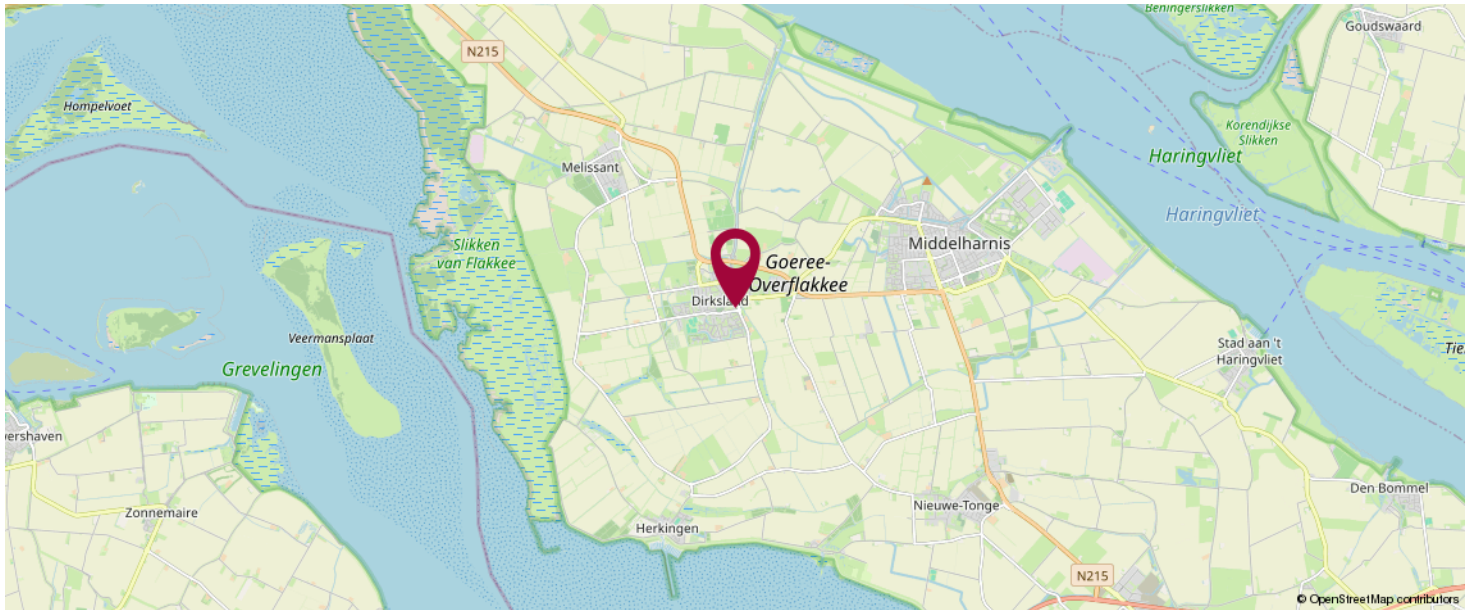 Beningerslikken
Goudswaard
N215
Hompelvoet
Korendijkse
Slikken
Haringvliet
Melissant
Haringvliet
Slikken
van Flakkee
Middelharnis
Goeree-
Overflakkee
Dirksland
Veermansplaat
Grevelingen
Stad aan 't
Haringvliet
Tie
vershaven
Den Bommel
Zonnemaire
Nieuwe-Tonge
Herkingen
N215
© OpenStreetMap contributors